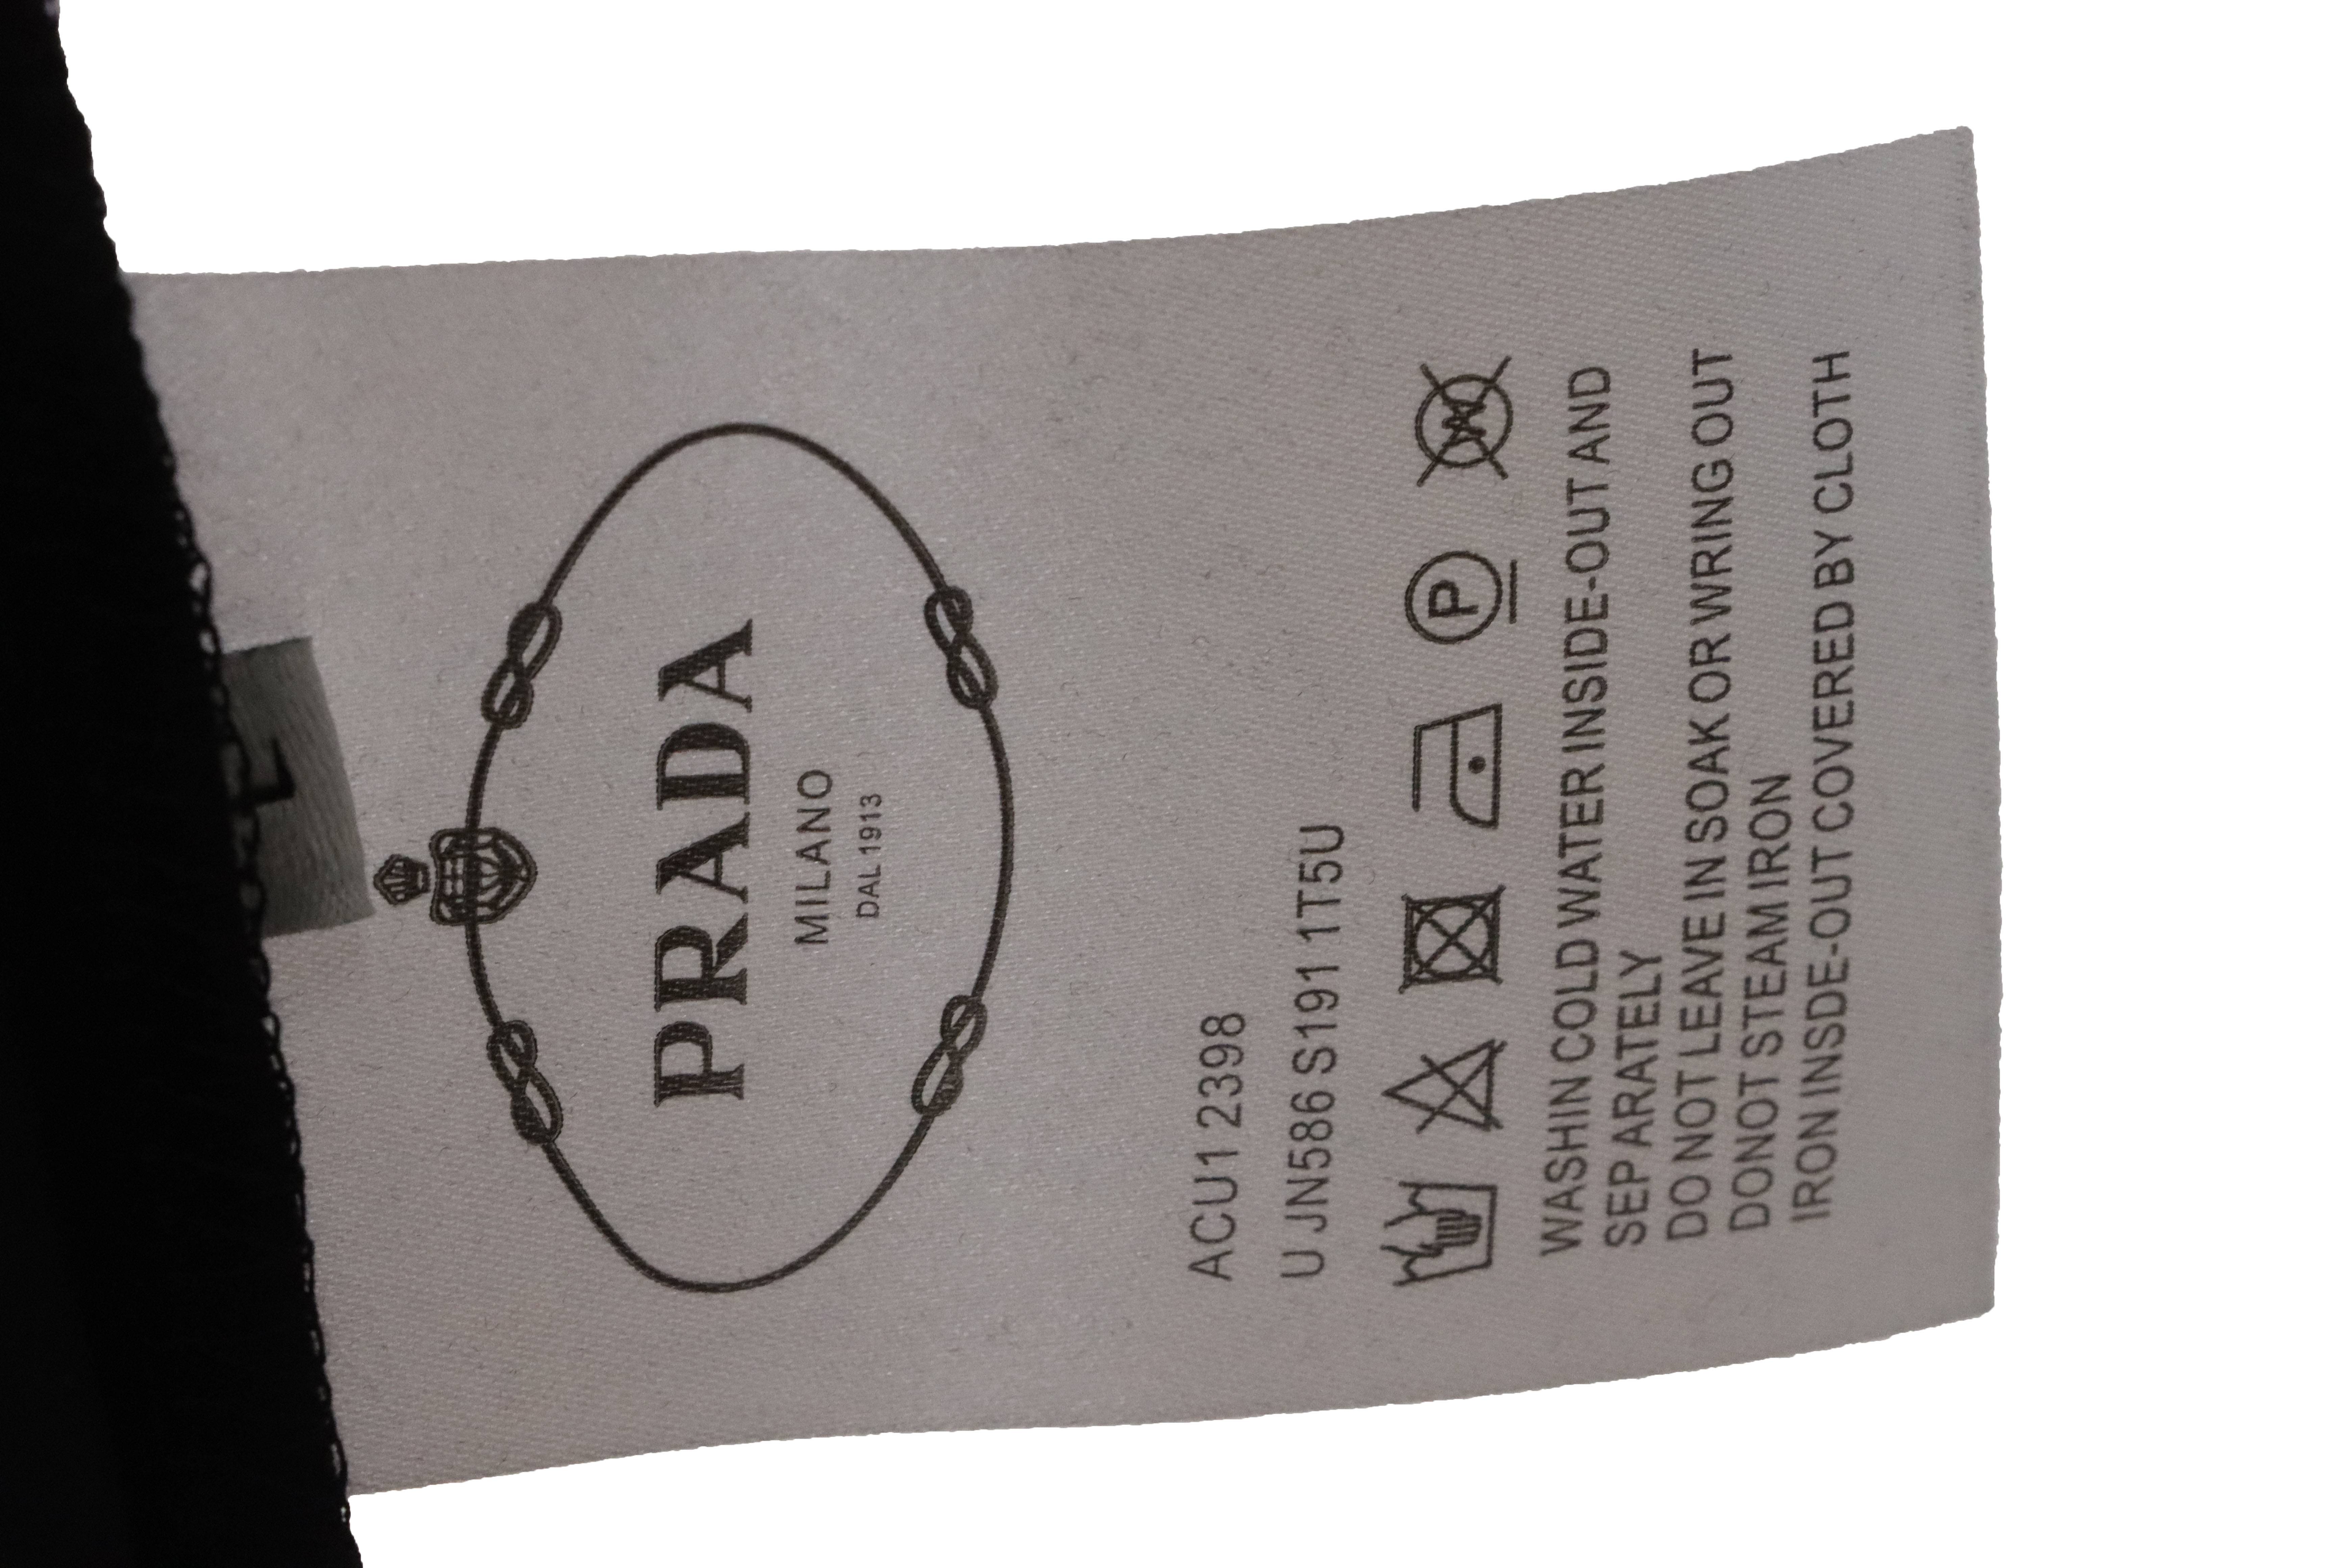 L
PRADA
MILANO
DAL 1913
ACU1 2398
U JN586 S191 1T5U
P
W
WASHIN COLD WATER INSIDE-OUT AND
SEP ARATELY
DO NOT LEAVE IN SOAK OR WRING OUT
DONOT STEAM IRON
IRON INSDE-OUT COVERED BY CLOTH